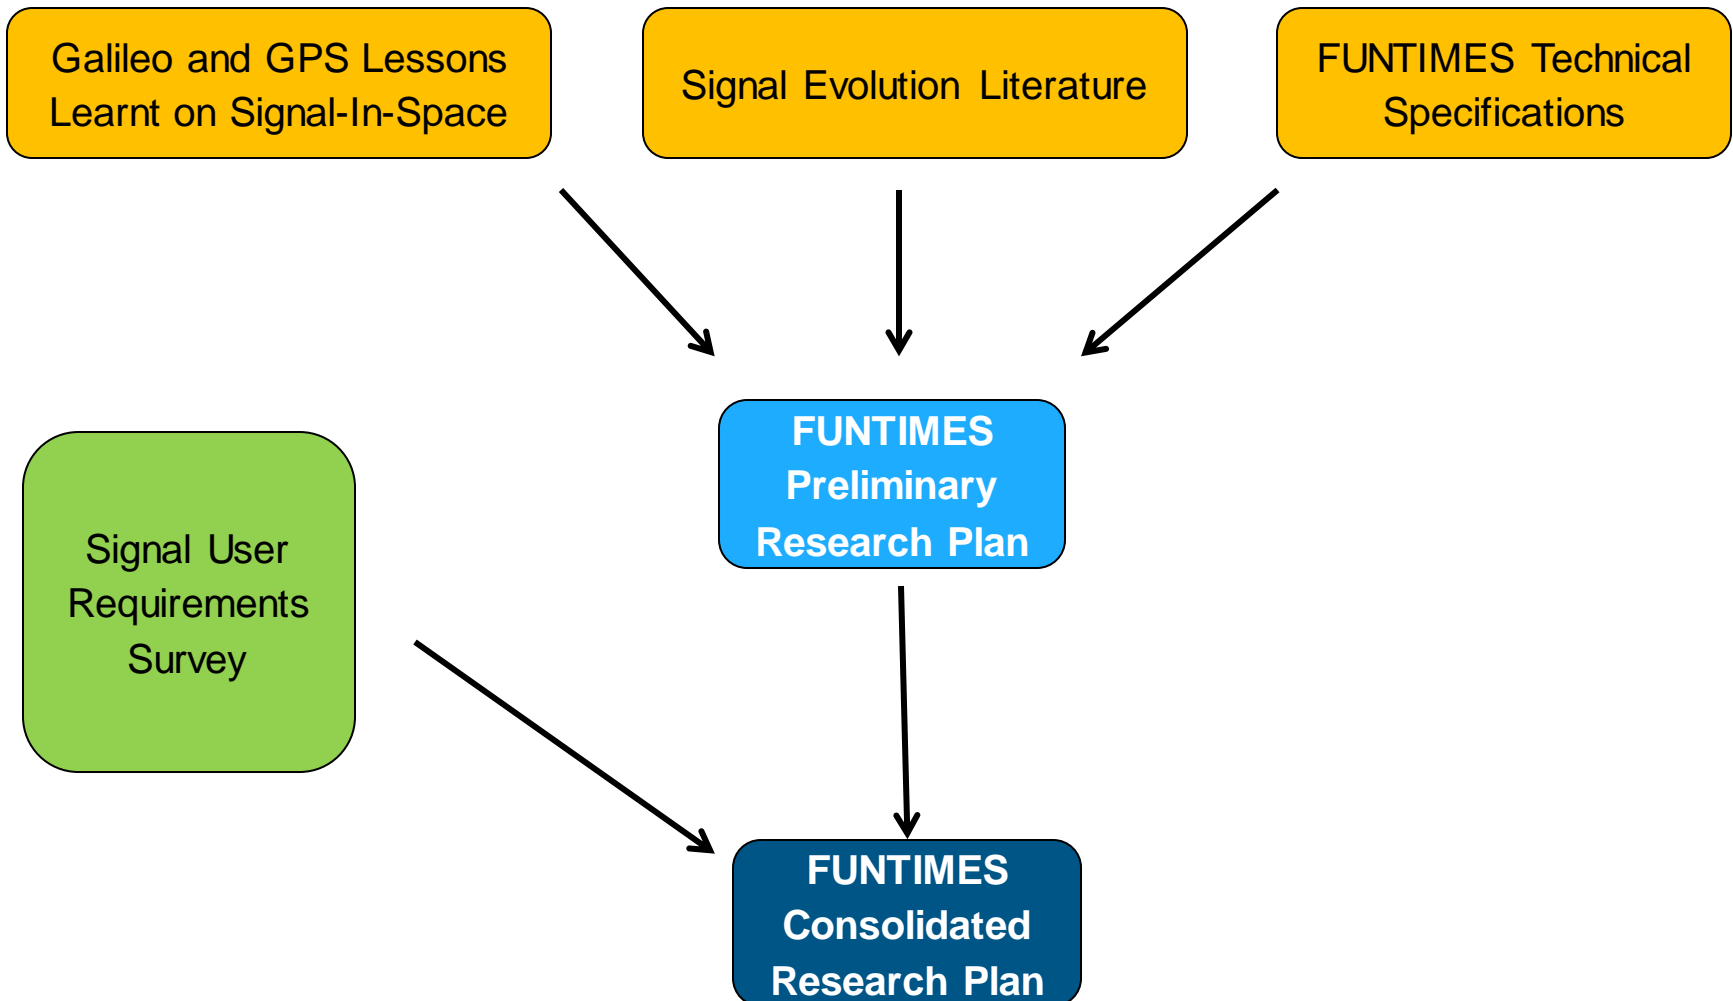 Galileo and GPS Lessons
Learnt on Signal-In-Space
Signal Evolution Literature
FUNTIMES Technical
Specifications
FUNTIMES
Preliminary
Research Plan
Signal User
Requirements
Survey
FUNTIMES
Consolidated
Research Plan